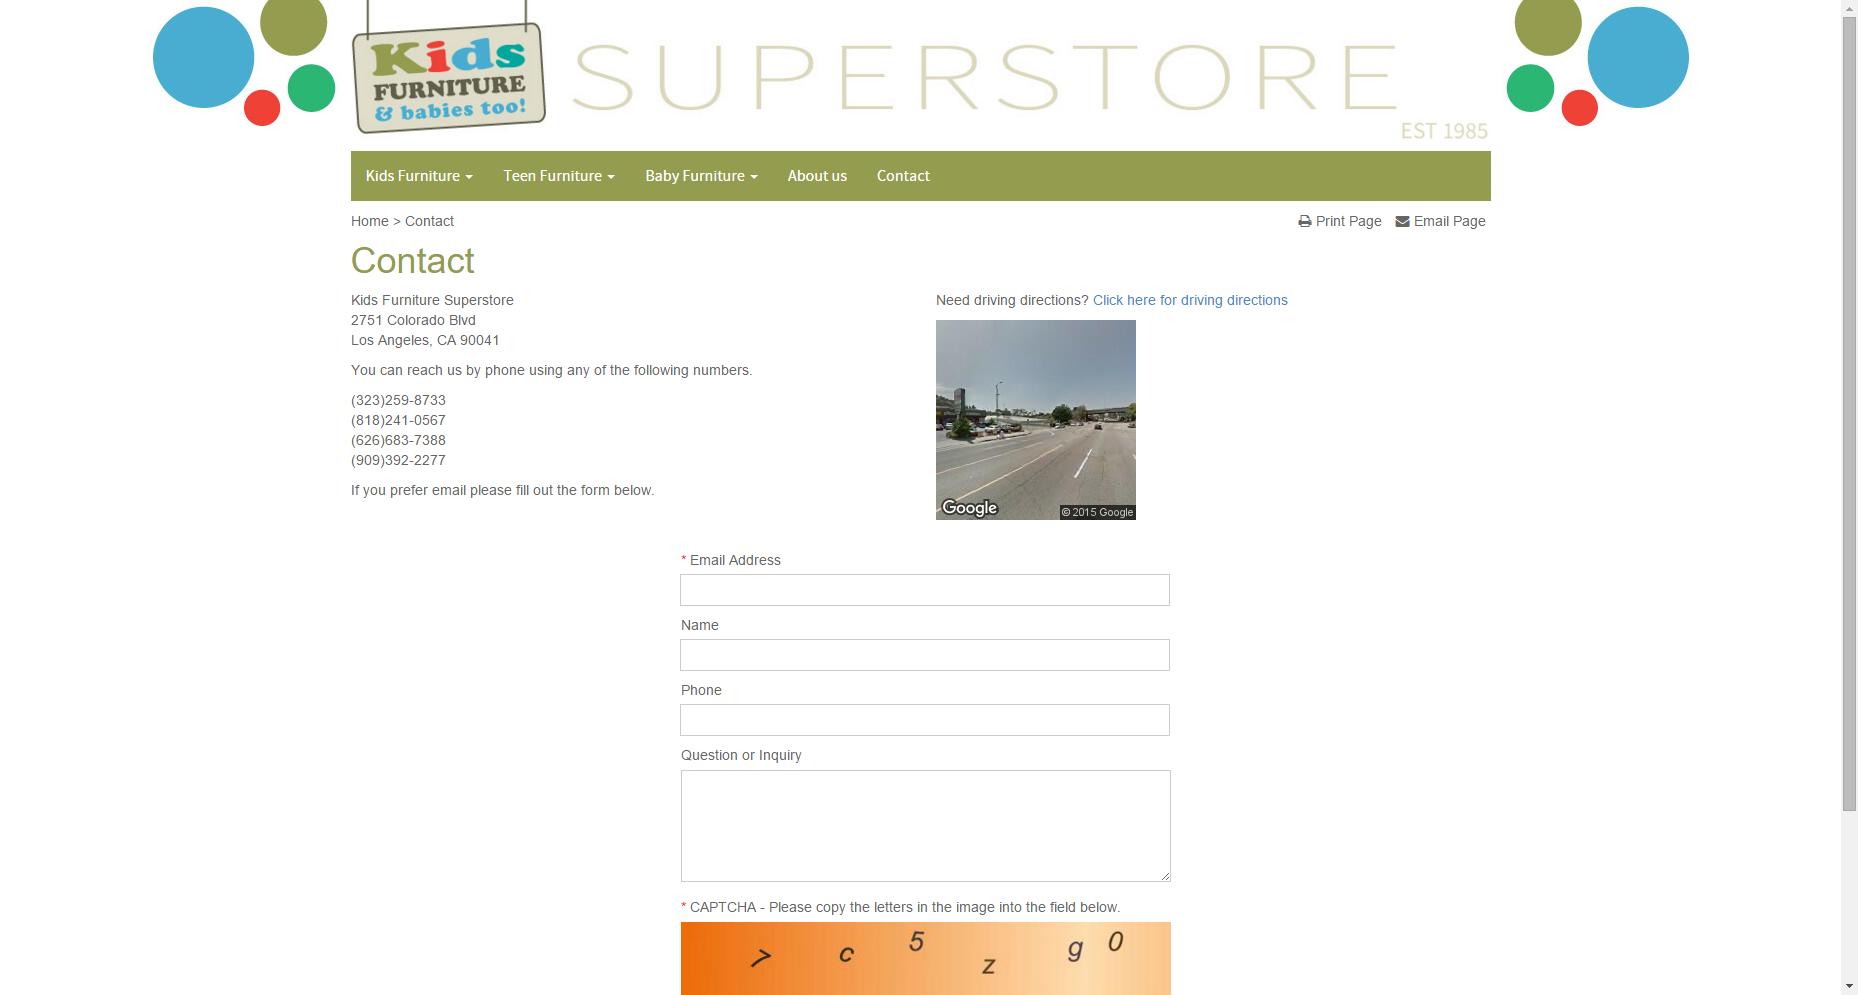 Kids
FURNITURE
& babies too!
SUPERSTORE
EST 1985
Kids Furniture Teen Furniture Baby Furniture About us Contact
Home > Contact
Print Page Email Page
Contact
Kids Furniture Superstore
2751 Colorado Blvd
Los Angeles, CA 90041
You can reach us by phone using any of the following numbers.
(323)259-8733
(818)241-0567
(626)683-7388
(909)392-2277
If you prefer email please fill out the form below.
Need driving directions? Click here for driving directions
Google
© 2015 Google
* Email Address
Name
Phone
Question or Inquiry
* CAPTCHA - Please copy the letters in the image into the field below.
c 5 z g 0